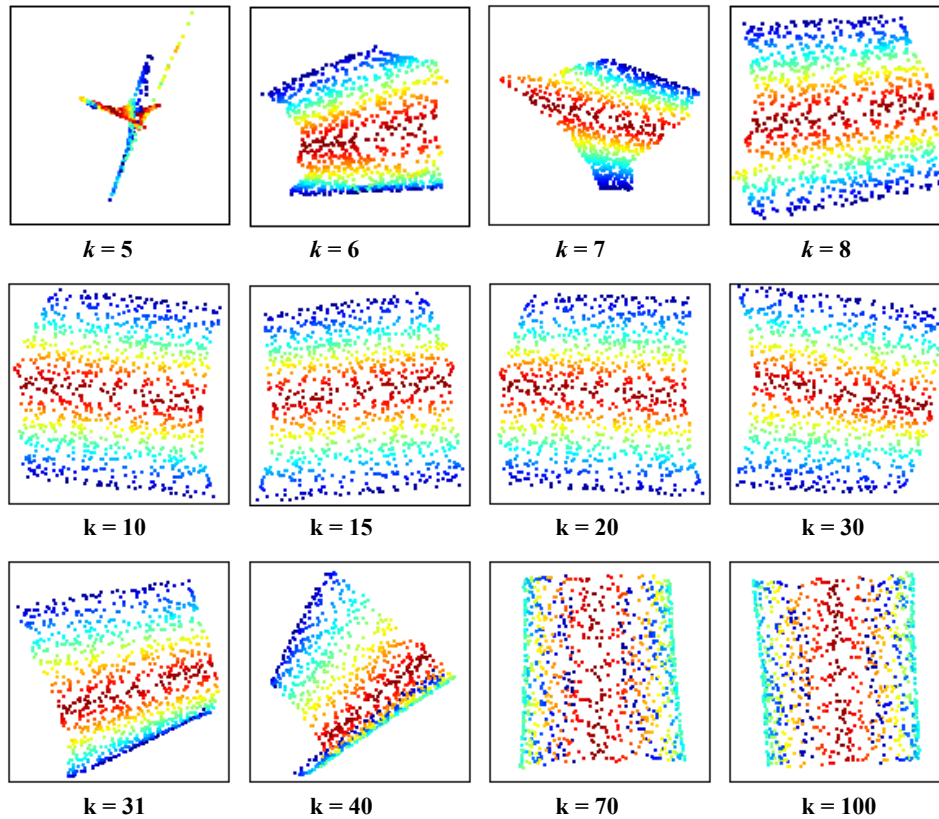 k = 5
k = 6
k = 7
k = 8
k = 10
k = 15
k = 20
k = 30
k = 31
k = 40
k = 70
k = 100